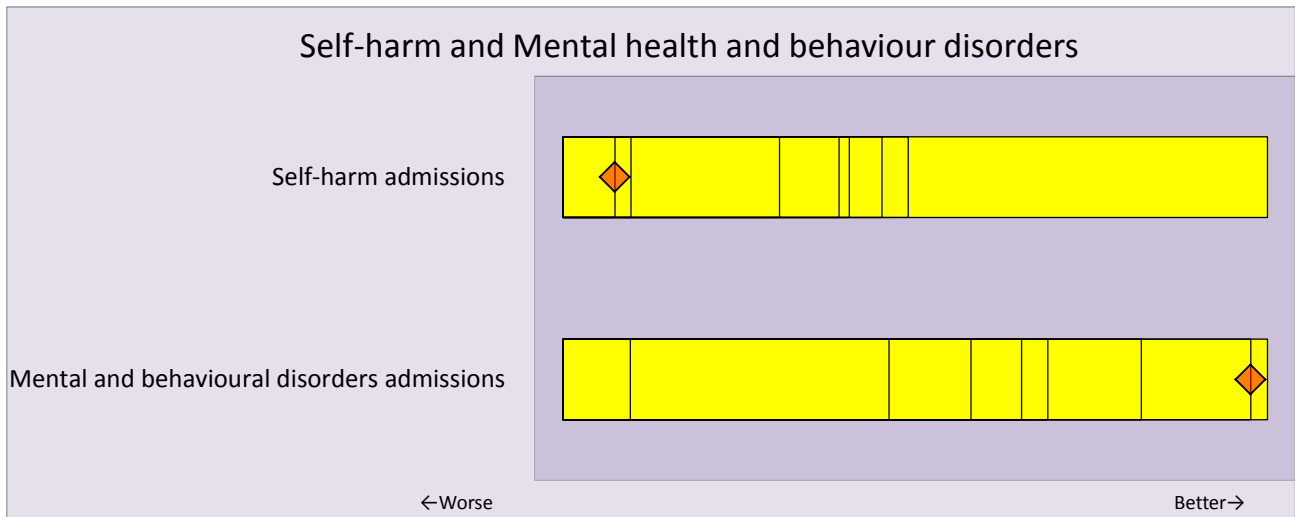 Self-harm and Mental health and behaviour disorders
Self-harm admissions
Mental and behavioural disorders admissions
←Worse
Better→